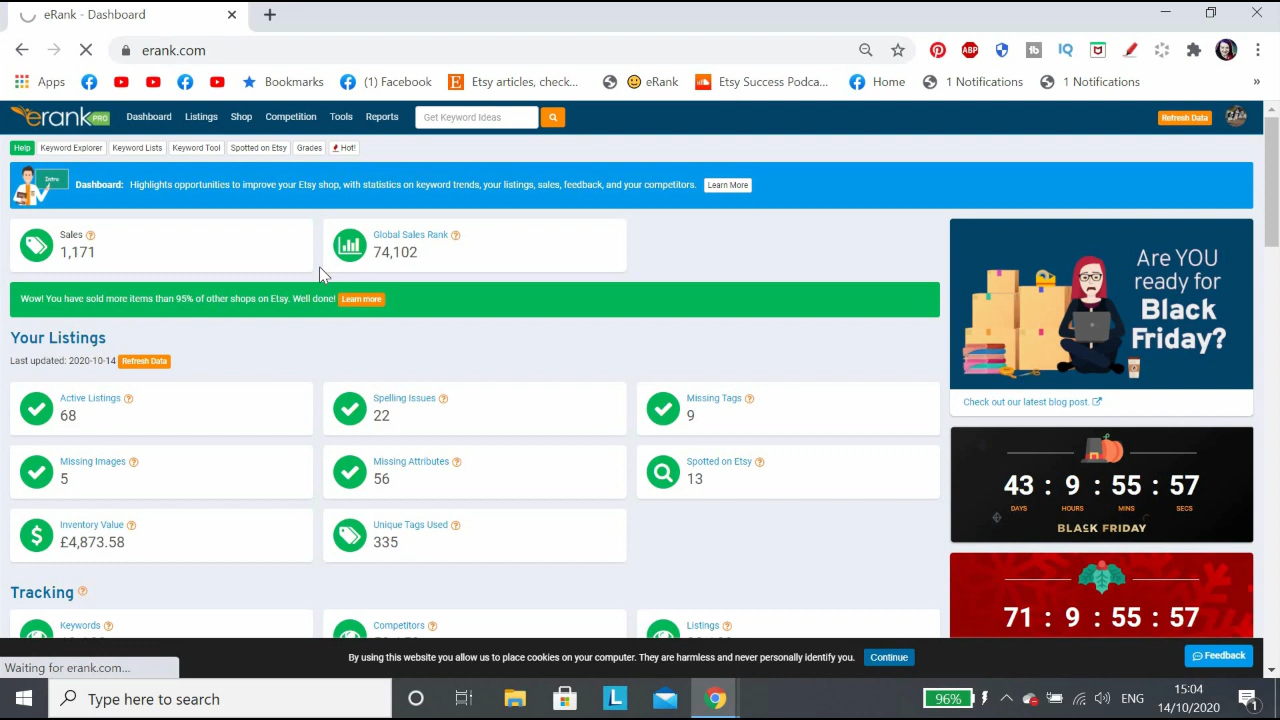 eRank - Dashboard
erank.com
Apps
Bookmarks
(1) Facebook
Etsy articles, check...
eRank
Etsy Success Podca...
Home
1 Notifications
1 Notifications
»
eRank PRO
Dashboard
Listings
Shop
Competition
Tools
Reports
Get Keyword Ideas
Refresh Data
Help
Keyword Explorer
Keyword Lists
Keyword Tool
Spotted on Etsy
Grades
Hot!
Intro
Dashboard: Highlights opportunities to improve your Etsy shop, with statistics on keyword trends, your listings, sales, feedback, and your competitors.
Learn More
Sales
1,171
Global Sales Rank
74,102
Wow! You have sold more items than 95% of other shops on Etsy. Well done! Learn more
Your Listings
Last updated: 2020-10-14 Refresh Data
Active Listings
68
Spelling Issues
22
Missing Tags
9
Missing Images
5
Missing Attributes
56
Spotted on Etsy
13
Inventory Value
£4,873.58
Unique Tags Used
335
Tracking
Keywords
Competitors
Listings
Are YOU
ready for
Black
Friday?
Check out our latest blog post.
43 : 9 : 55 : 57
DAYS HOURS MINS SECS
BLACK FRIDAY
71 : 9 : 55 : 57
By using this website you allow us to place cookies on your computer. They are harmless and never personally identify you.
Continue
Feedback
Waiting for erank.com...
Type here to search
96%
ENG
15:04
14/10/2020
1